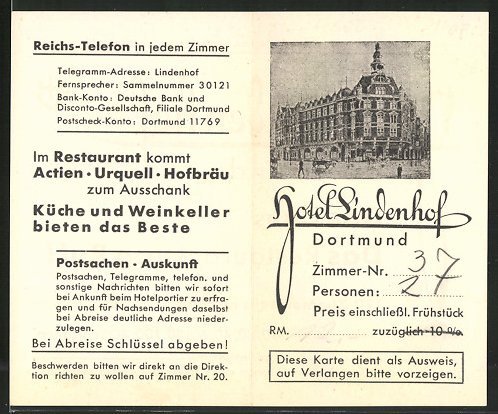 Reichs-Telefon in jedem Zimmer
Telegramm-Adresse: Lindenhof
Fernsprecher: Sammelnummer 30121
Bank-Konto: Deutsche Bank und
Disconto-Gesellschaft, Filiale Dortmund
Postscheck-Konto: Dortmund 11769
Im Restaurant kommt
Actien · Urquell · Hofbräu
zum Ausschank
Küche und Weinkeller
bieten das Beste
Postsachen · Auskunft
Postsachen, Telegramme, telefon. und
sonstige Nachrichten bitten wir sofort
bei Ankunft beim Hotelportier zu erfra-
gen und für Nachsendungen daselbst
bei Abreise deutliche Adresse nieder-
zulegen.
Bei Abreise Schlüssel abgeben!
Beschwerden bitten wir direkt an die Direk-
tion richten zu wollen auf Zimmer Nr. 20.
Hotel Lindenhof
Dortmund
Zimmer-Nr. 37
Personen: 2
Preis einschließl. Frühstück
RM. zuzüglich 10 %.
Diese Karte dient als Ausweis,
auf Verlangen bitte vorzeigen.